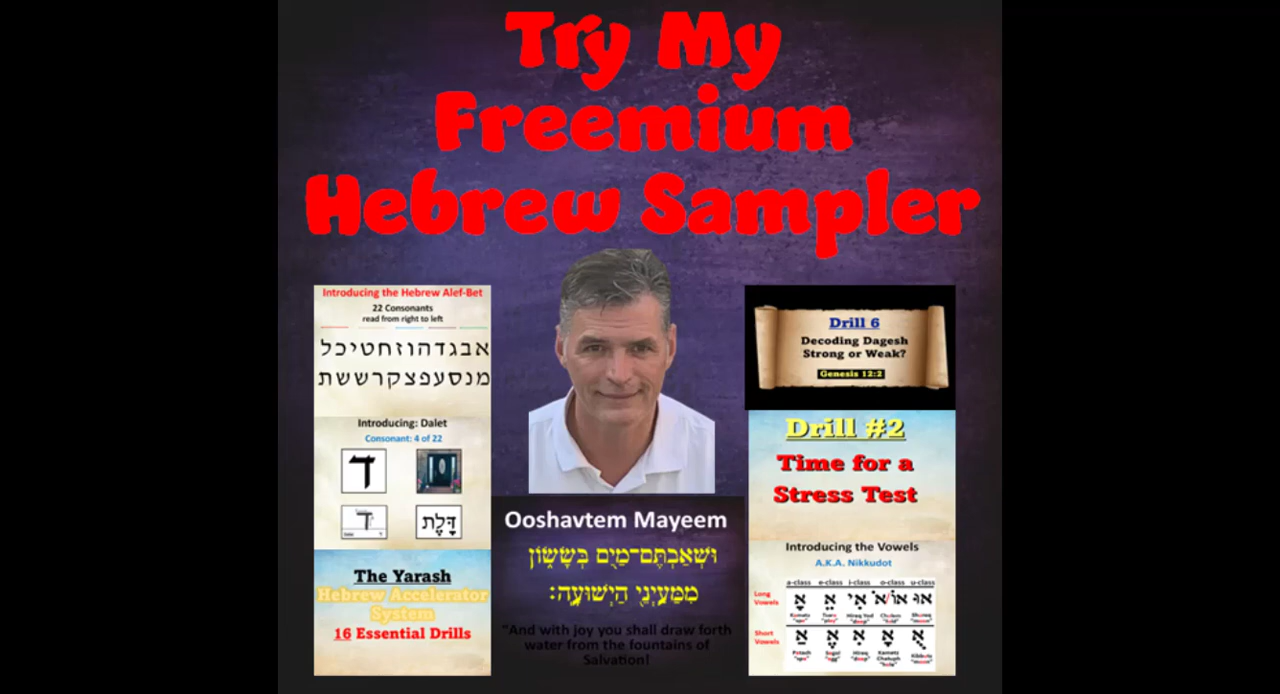 Try My
Freemium
Hebrew Sampler
Introducing the Hebrew Alef-Bet
22 Consonants
read from right to left
אבגדהוזחטיכל
מנסעפצקרששת
Introducing: Dalet
Consonant: 4 of 22
ד
ד
דָּלֶת
The Yarash
Hebrew Accelerator
System
16 Essential Drills
Ooshavtem Mayeem
וּשְׁאַבְתֶּם־מַיִם בְּשָׂשׂוֹן
מִמַּעַיְנֵי הַיְשׁוּעָה׃
"And with joy you shall draw forth
water from the fountains of
Salvation!
Drill 6
Decoding Dagesh
Strong or Weak?
Genesis 12:2
Drill #2
Time for a
Stress Test
Introducing the Vowels
A.K.A. Nikkudot
a-class e-class i-class o-class u-class
Long
Vowels
אָ אֵ אִי אוֹ/אֹ אוּ
Short
Vowels
אַ אֶ אִ אָ אֻ